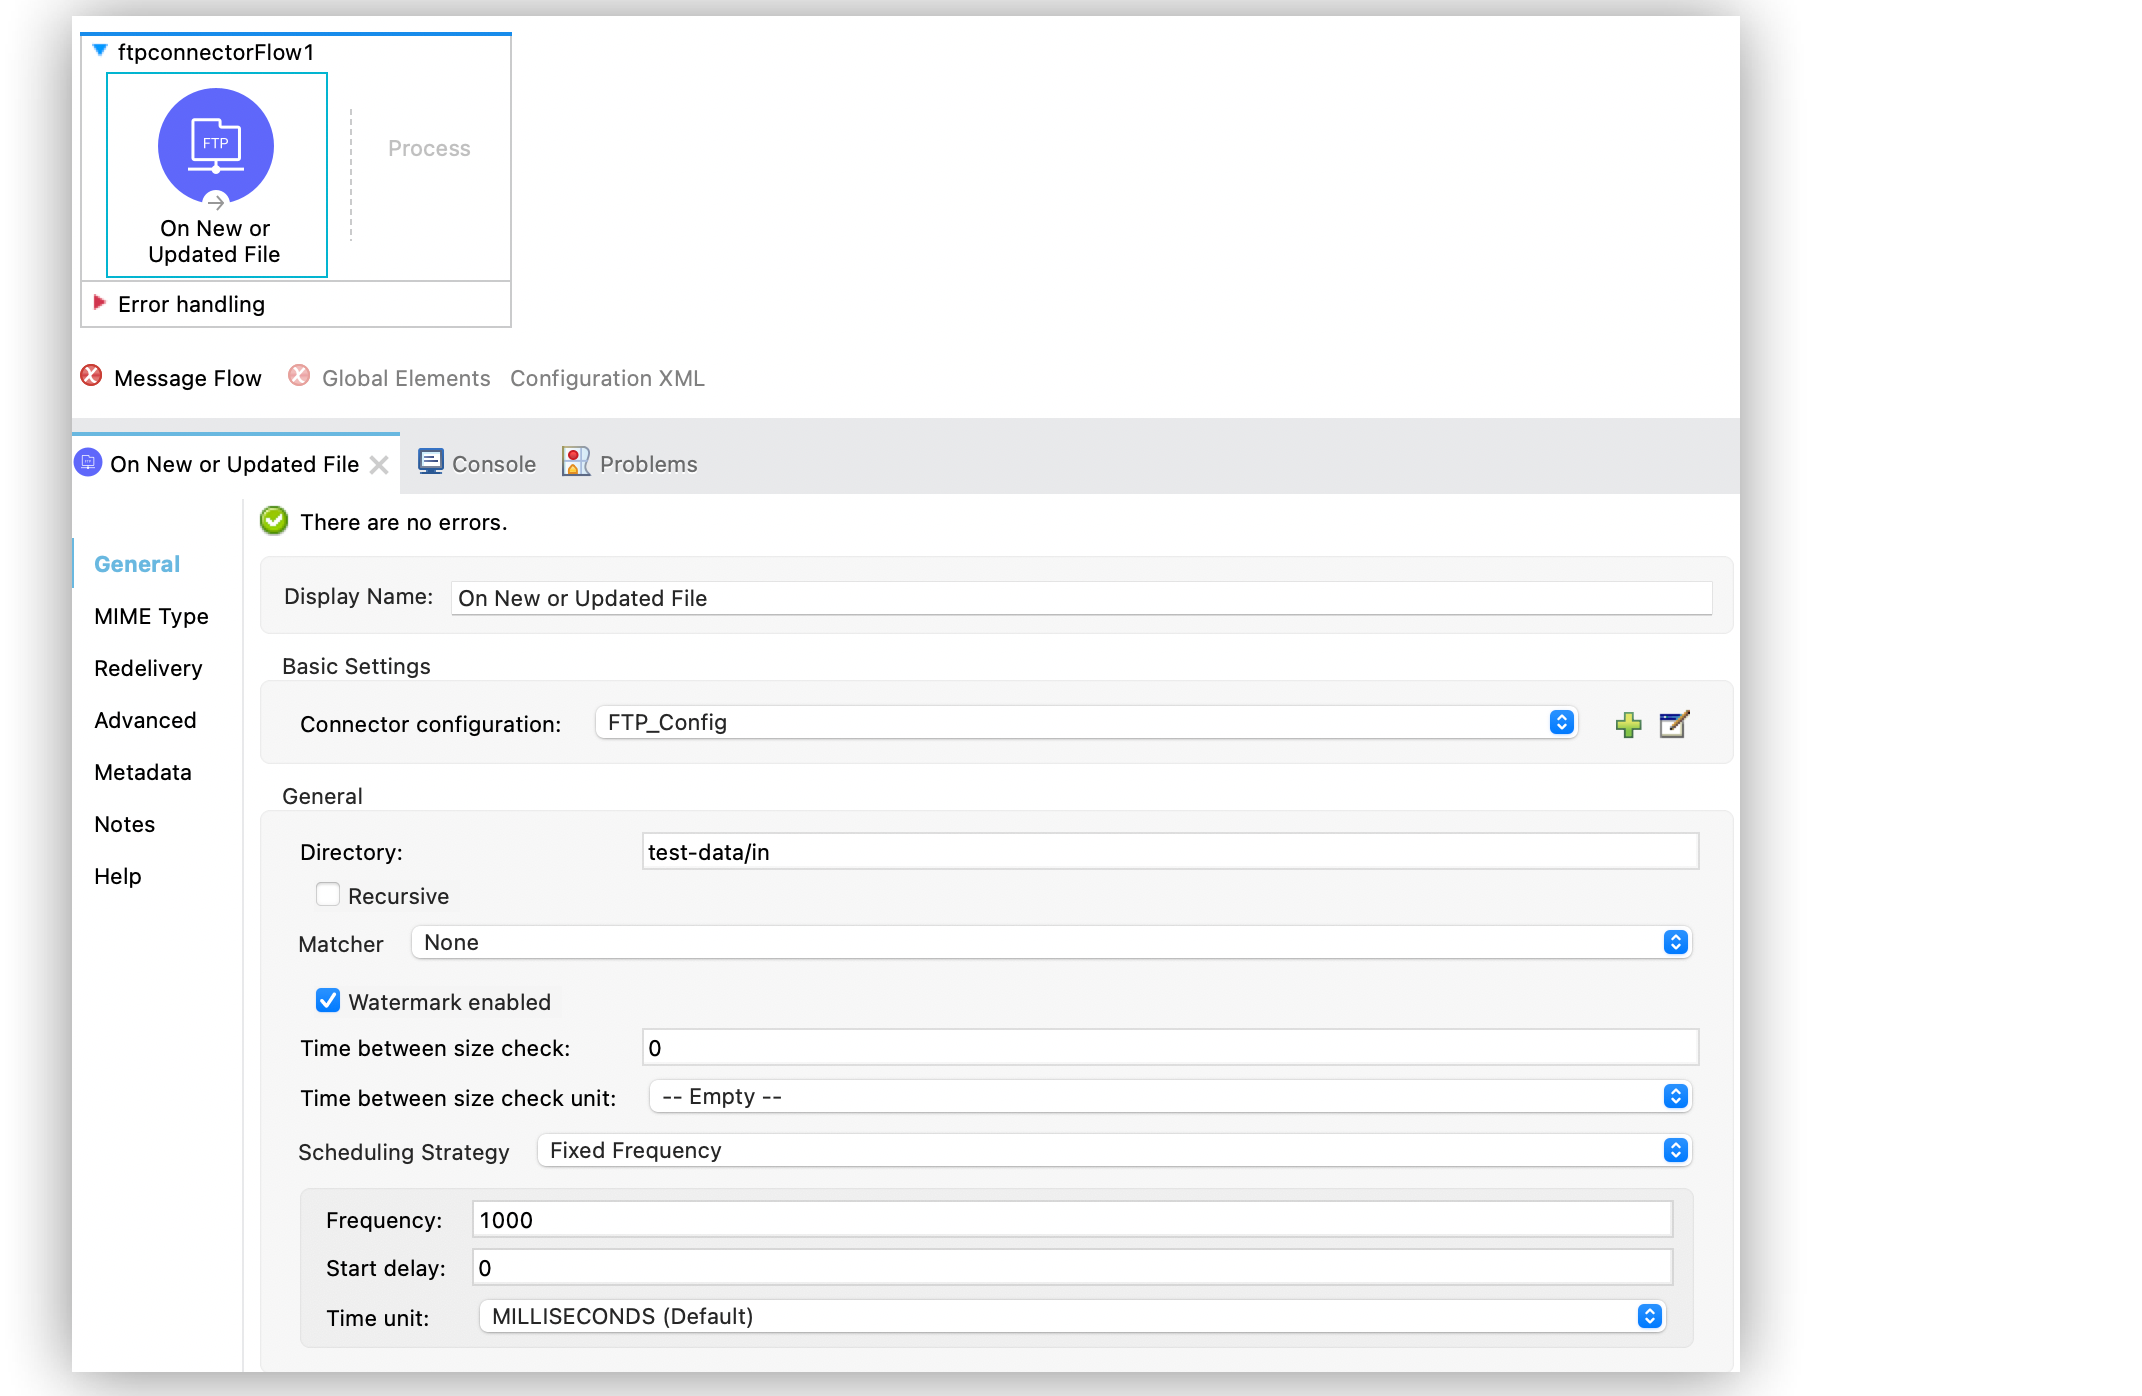 ftpconnectorFlow1
FTP
Process
On New or
Updated File
Error handling
Message Flow Global Elements Configuration XML
On New or Updated File Console Problems
There are no errors.
General
Display Name: On New or Updated File
MIME Type
Redelivery
Basic Settings
Advanced
Connector configuration: FTP_Config
Metadata
General
Notes
Directory: test-data/in
Help
Recursive
Matcher None
Watermark enabled
Time between size check: 0
Time between size check unit: -- Empty --
Scheduling Strategy Fixed Frequency
Frequency: 1000
Start delay: 0
Time unit: MILLISECONDS (Default)